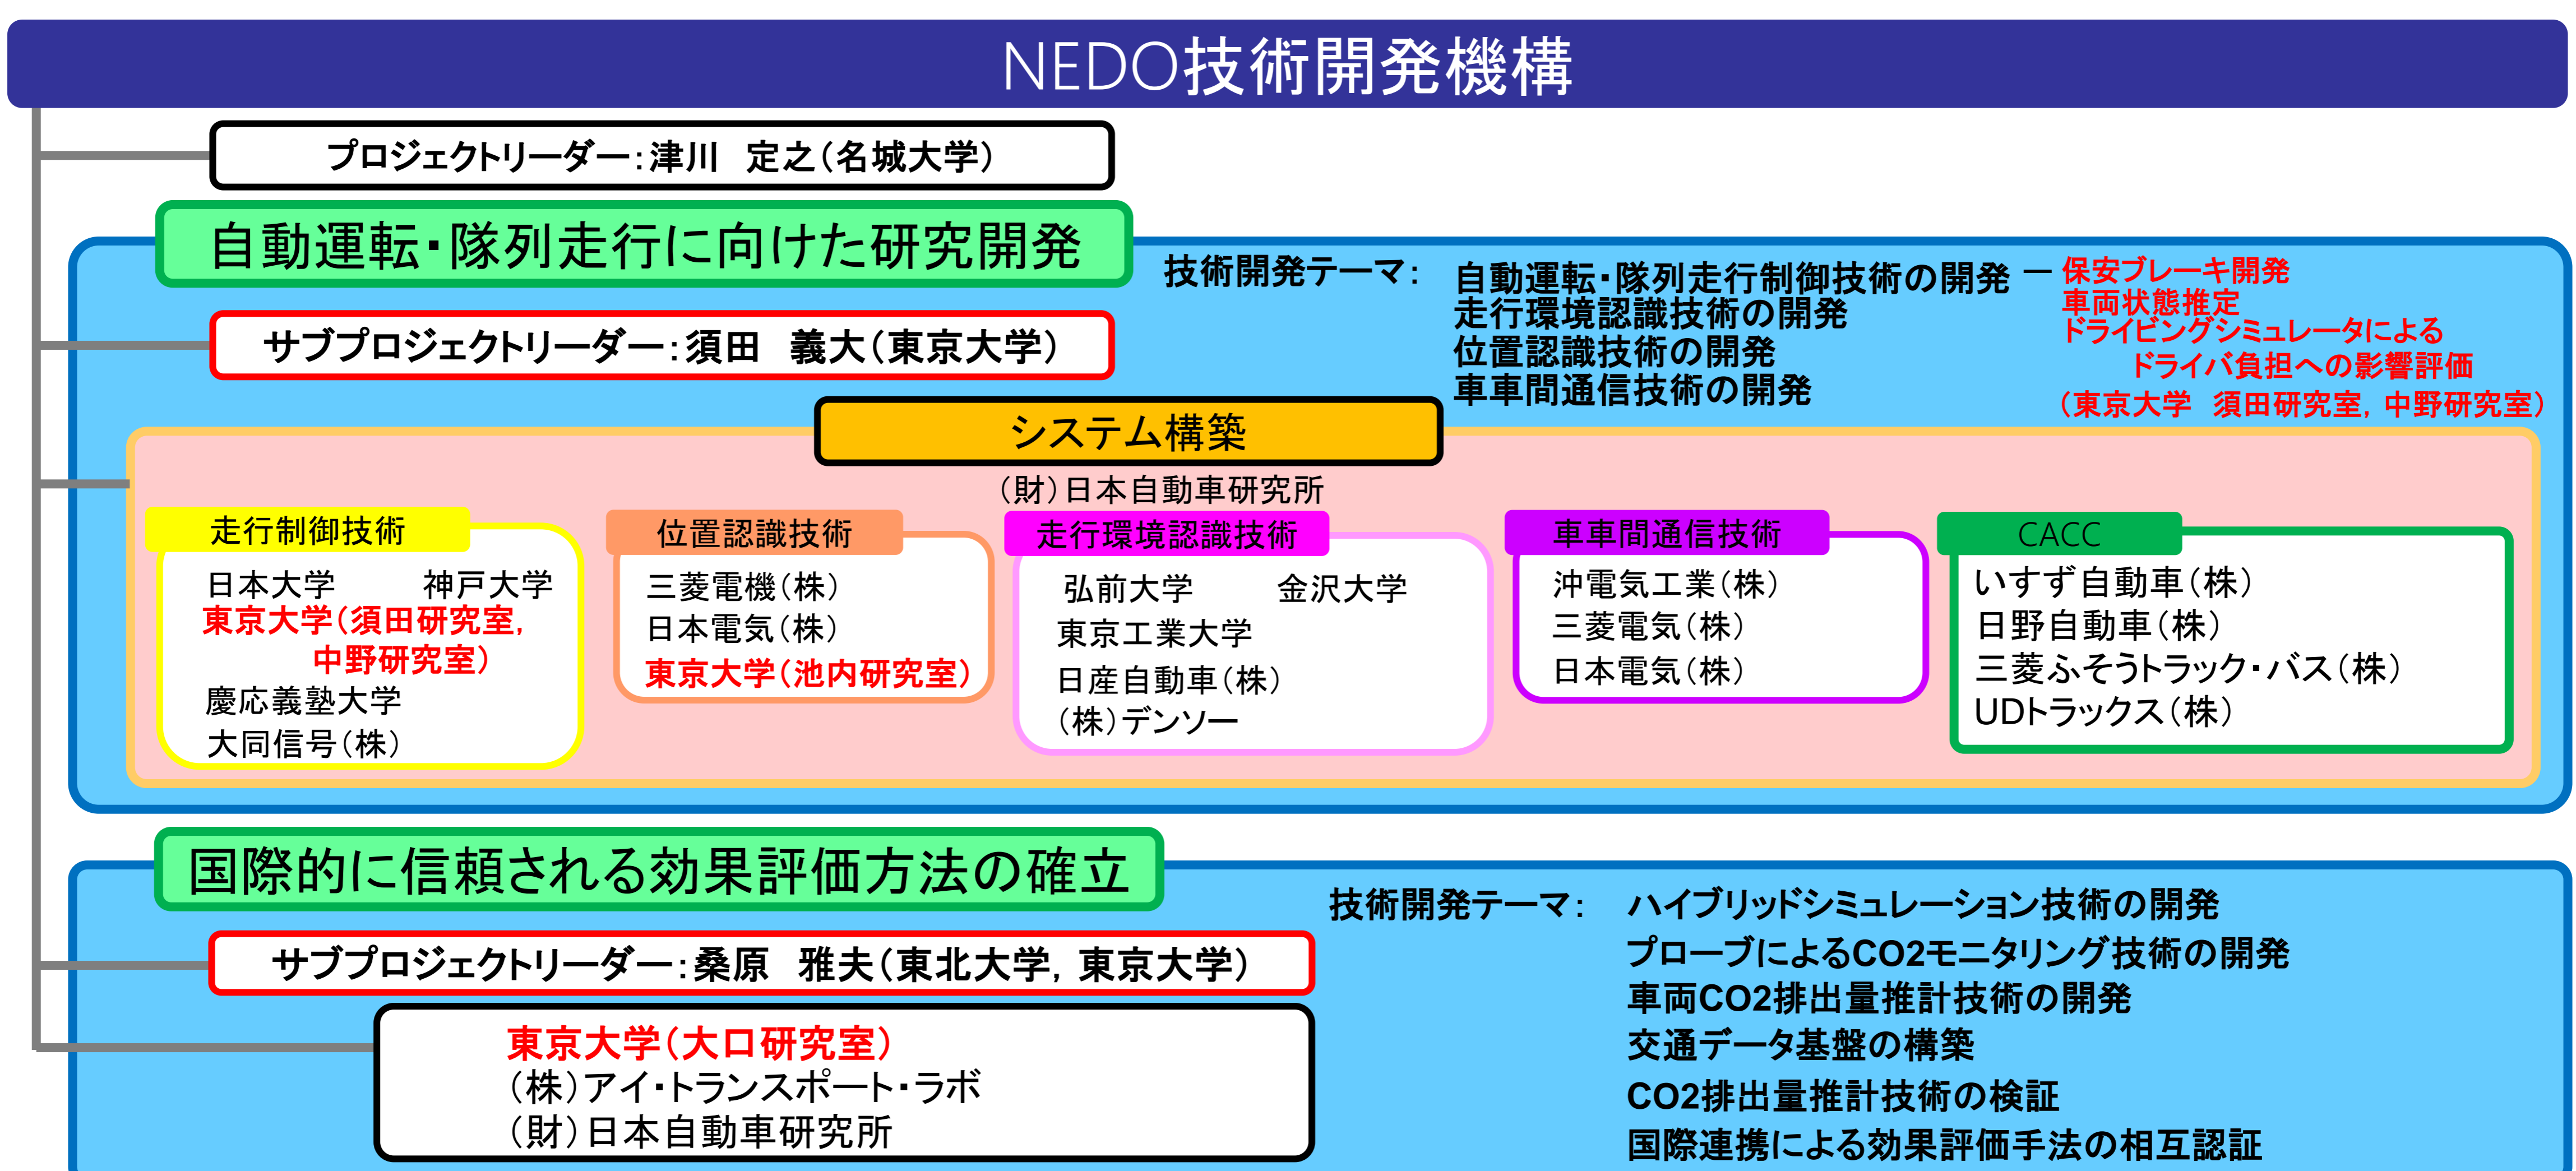 NEDO技術開発機構
プロジェクトリーダー：津川　定之（名城大学）
自動運転・隊列走行に向けた研究開発
サブプロジェクトリーダー：須田　義大（東京大学）
技術開発テーマ：
自動運転・隊列走行制御技術の開発 ー
走行環境認識技術の開発
位置認識技術の開発
車車間通信技術の開発
保安ブレーキ開発
車両状態推定
ドライビングシミュレータによる
ドライバ負担への影響評価
（東京大学　須田研究室，中野研究室）
システム構築
（財）日本自動車研究所
走行制御技術
日本大学　神戸大学
東京大学（須田研究室，
中野研究室）
慶応義塾大学
大同信号（株）
位置認識技術
三菱電機（株）
日本電気（株）
東京大学（池内研究室）
走行環境認識技術
弘前大学　金沢大学
東京工業大学
日産自動車（株）
（株）デンソー
車車間通信技術
沖電気工業（株）
三菱電気（株）
日本電気（株）
CACC
いすず自動車（株）
日野自動車（株）
三菱ふそうトラック・バス（株）
UDトラックス（株）
国際的に信頼される効果評価方法の確立
サブプロジェクトリーダー：桑原　雅夫（東北大学，東京大学）
東京大学（大口研究室）
（株）アイ・トランスポート・ラボ
（財）日本自動車研究所
技術開発テーマ：
ハイブリッドシミュレーション技術の開発
プローブによるCO2モニタリング技術の開発
車両CO2排出量推計技術の開発
交通データ基盤の構築
CO2排出量推計技術の検証
国際連携による効果評価手法の相互認証